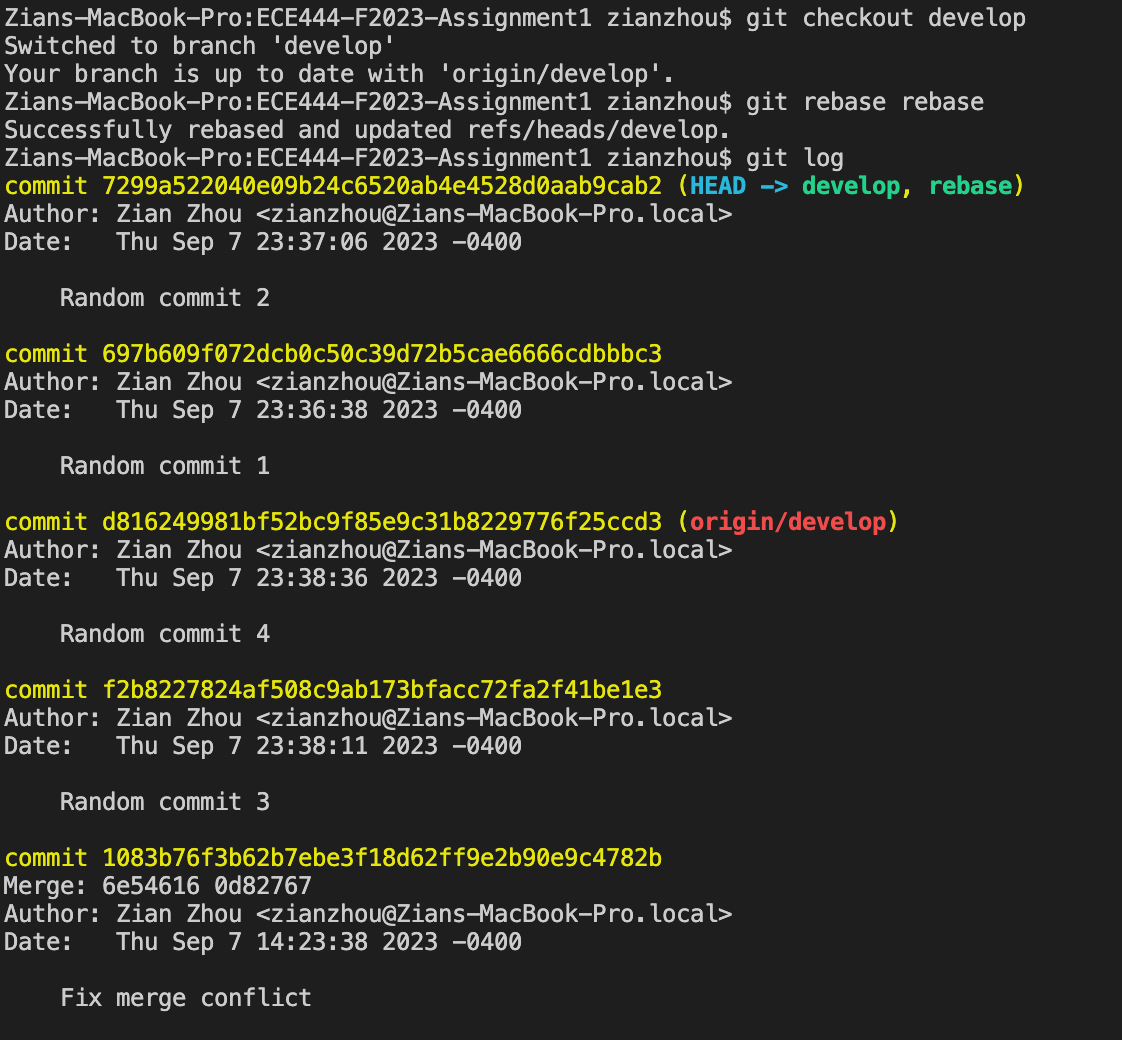 Zians-MacBook-Pro:ECE444-F2023-Assignment1 zianzhou$ git checkout develop
Switched to branch 'develop'
Your branch is up to date with 'origin/develop'.
Zians-MacBook-Pro:ECE444-F2023-Assignment1 zianzhou$ git rebase rebase
Successfully rebased and updated refs/heads/develop.
Zians-MacBook-Pro:ECE444-F2023-Assignment1 zianzhou$ git log
commit 7299a522040e09b24c6520ab4e4528d0aab9cab2 (HEAD -> develop, rebase)
Author: Zian Zhou <zianzhou@Zians-MacBook-Pro.local>
Date:   Thu Sep 7 23:37:06 2023 -0400
    Random commit 2
commit 697b609f072dcb0c50c39d72b5cae6666cdbbbc3
Author: Zian Zhou <zianzhou@Zians-MacBook-Pro.local>
Date:   Thu Sep 7 23:36:38 2023 -0400
    Random commit 1
commit d816249981bf52bc9f85e9c31b8229776f25ccd3 (origin/develop)
Author: Zian Zhou <zianzhou@Zians-MacBook-Pro.local>
Date:   Thu Sep 7 23:38:36 2023 -0400
    Random commit 4
commit f2b8227824af508c9ab173bfacc72fa2f41be1e3
Author: Zian Zhou <zianzhou@Zians-MacBook-Pro.local>
Date:   Thu Sep 7 23:38:11 2023 -0400
    Random commit 3
commit 1083b76f3b62b7ebe3f18d62ff9e2b90e9c4782b
Merge: 6e54616 0d82767
Author: Zian Zhou <zianzhou@Zians-MacBook-Pro.local>
Date:   Thu Sep 7 14:23:38 2023 -0400
    Fix merge conflict